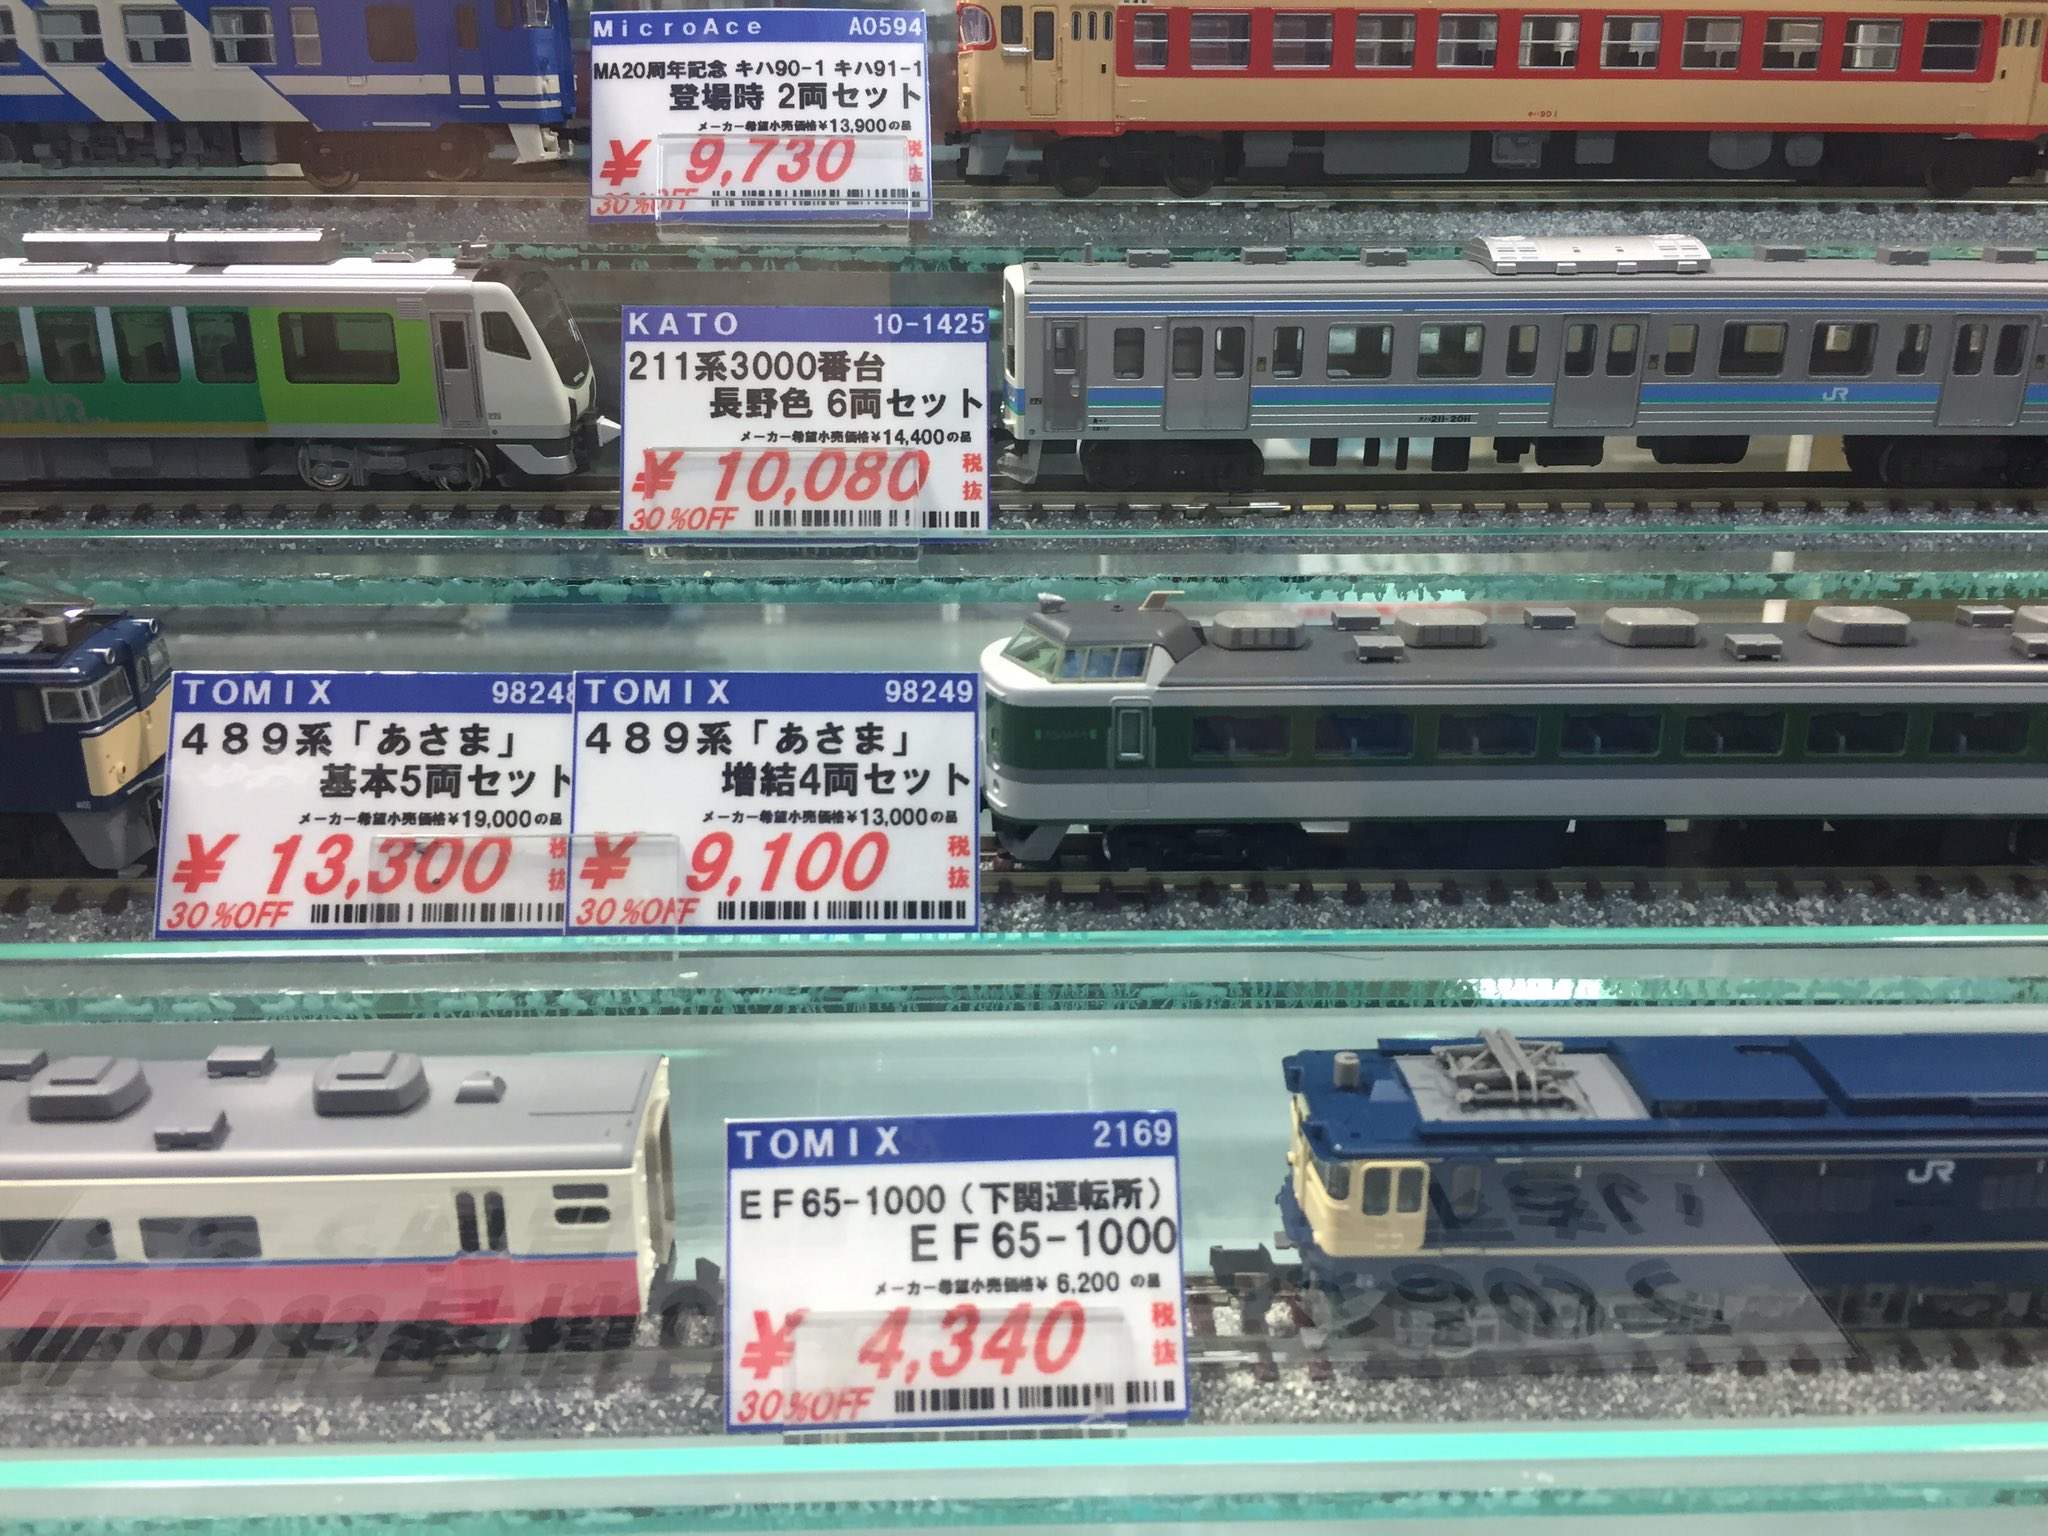 MicroAce A0594
MA20周年記念 キハ90-1 キハ91-1
登場時 2両セット
メーカー希望小売価格¥13,900の品
¥ 9,730 税抜
30%OFF
キハ90 1
KATO 10-1425
211系3000番台
長野色 6両セット
メーカー希望小売価格¥14,400の品
¥ 10,080 税抜
30%OFF
JR
TOMIX 98248
489系「あさま」
基本5両セット
メーカー希望小売価格¥19,000の品
¥ 13,300 税抜
30%OFF
TOMIX 98249
489系「あさま」
増結4両セット
メーカー希望小売価格¥13,000の品
¥ 9,100 税抜
30%OFF
ASAMA
TOMIX 2169
EF65-1000(下関運転所)
EF65-1000
メーカー希望小売価格¥ 6,200 の品
¥ 4,340 税抜
30%OFF
JR